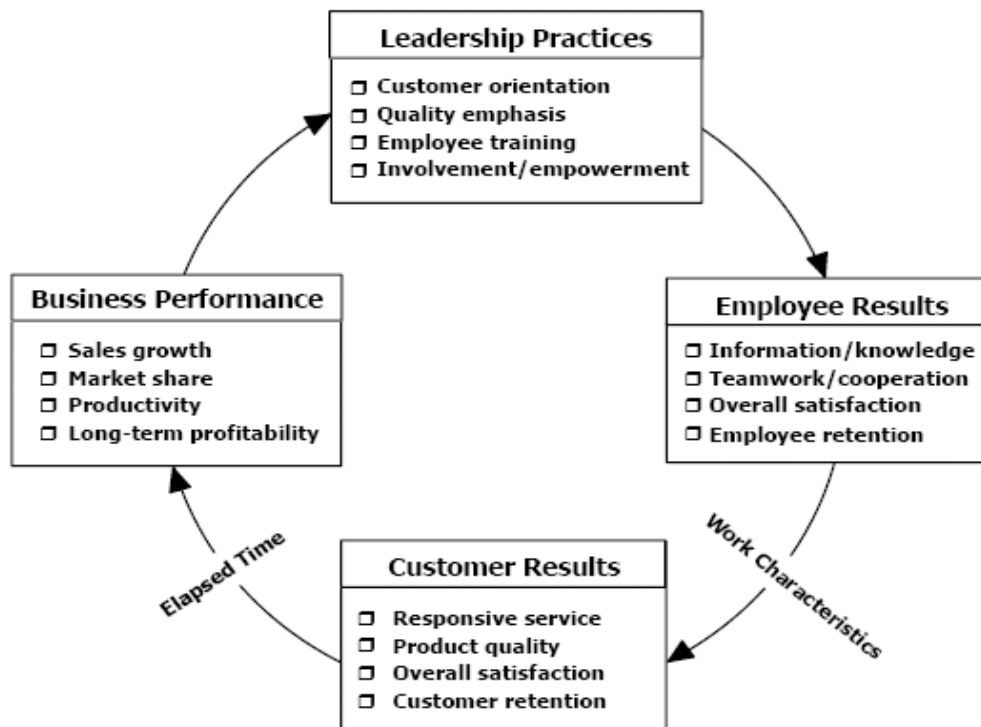 Leadership Practices
❒ Customer orientation
❒ Quality emphasis
❒ Employee training
❒ Involvement/empowerment
Employee Results
❒ Information/knowledge
❒ Teamwork/cooperation
❒ Overall satisfaction
❒ Employee retention
Work Characteristics
Customer Results
❒ Responsive service
❒ Product quality
❒ Overall satisfaction
❒ Customer retention
Elapsed Time
Business Performance
❒ Sales growth
❒ Market share
❒ Productivity
❒ Long-term profitability